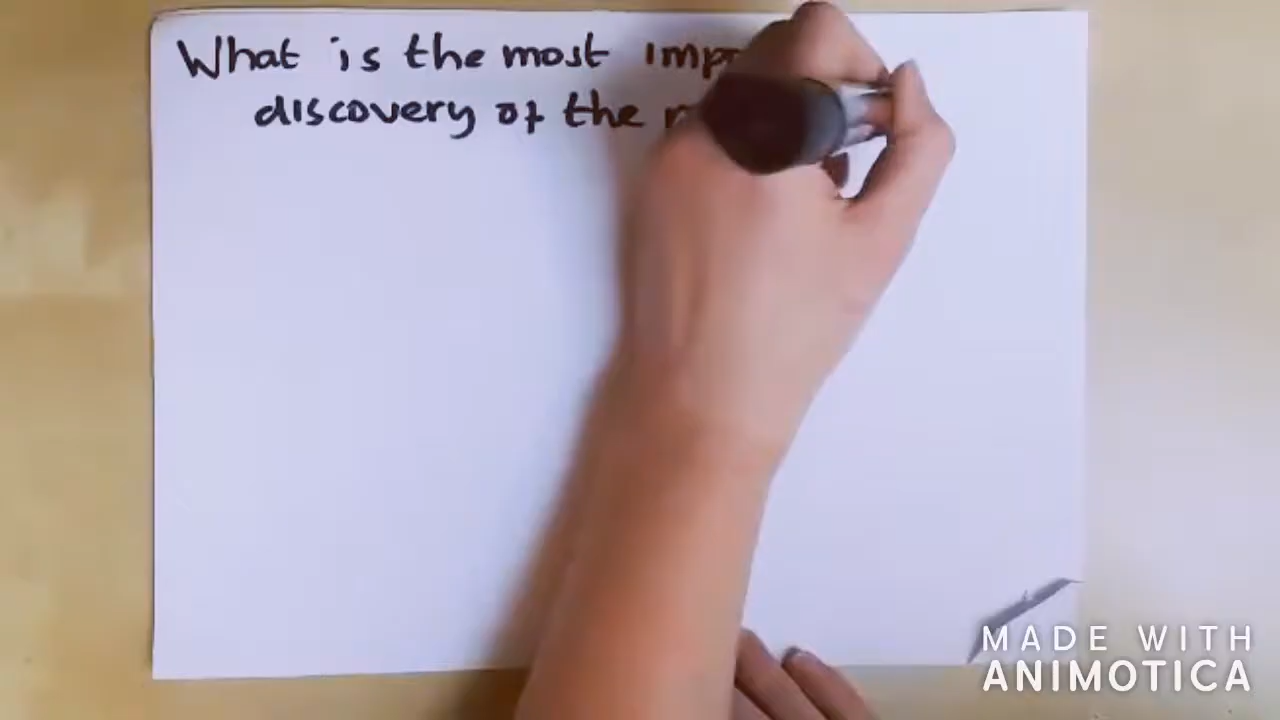 What is the most
discovery of the
MADE WITH
ANIMOTICA